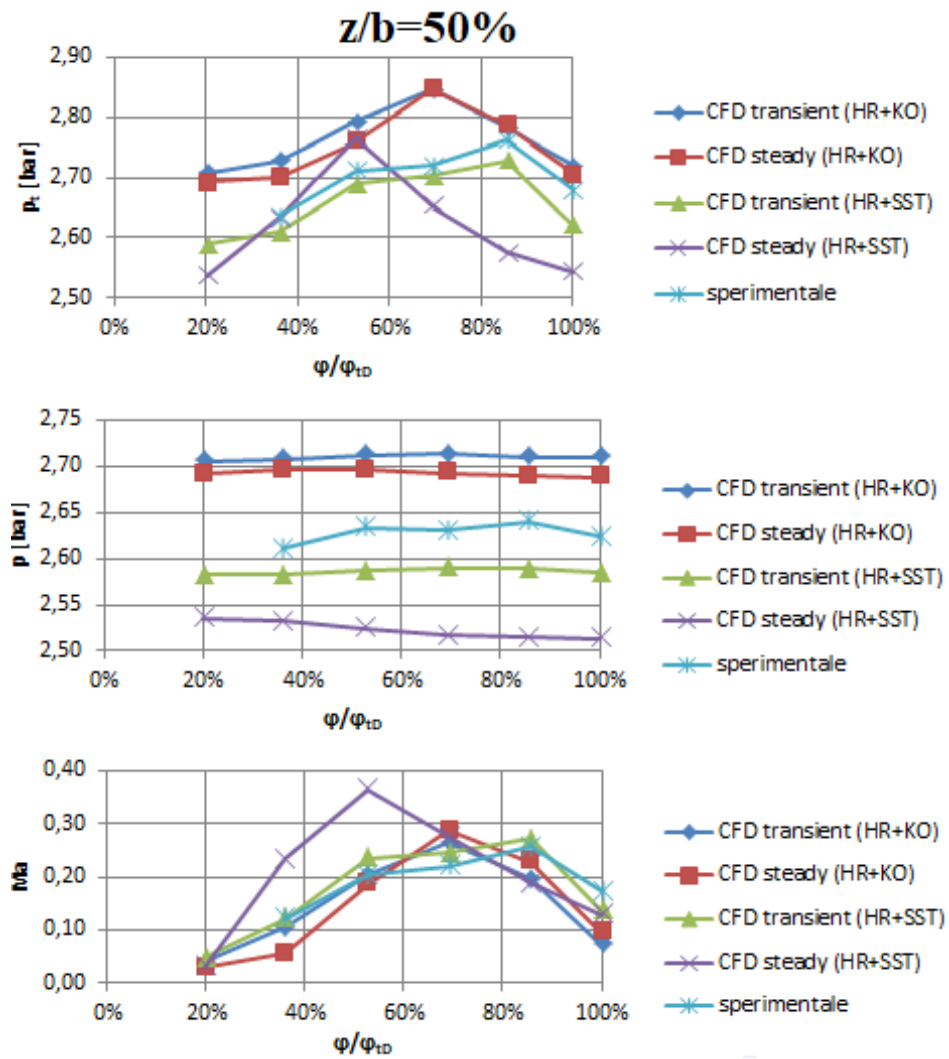 z/b=50%
2,90
2,80
2,70
2,60
2,50
pt [bar]
0% 20% 40% 60% 80% 100%
φ/φtD
CFD transient (HR+KO)
CFD steady (HR+KO)
CFD transient (HR+SST)
CFD steady (HR+SST)
sperimentale
2,75
2,70
2,65
2,60
2,55
2,50
p [bar]
0% 20% 40% 60% 80% 100%
φ/φtD
CFD transient (HR+KO)
CFD steady (HR+KO)
CFD transient (HR+SST)
CFD steady (HR+SST)
sperimentale
0,40
0,30
0,20
0,10
0,00
Ma
0% 20% 40% 60% 80% 100%
φ/φtD
CFD transient (HR+KO)
CFD steady (HR+KO)
CFD transient (HR+SST)
CFD steady (HR+SST)
sperimentale